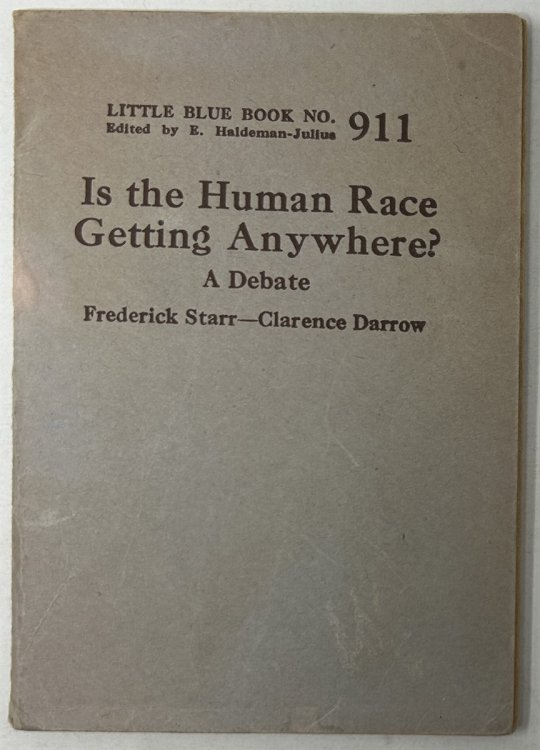 LITTLE BLUE BOOK NO. 911
Edited by E. Haldeman-Julius
Is the Human Race
Getting Anywhere?
A Debate
Frederick Starr—Clarence Darrow